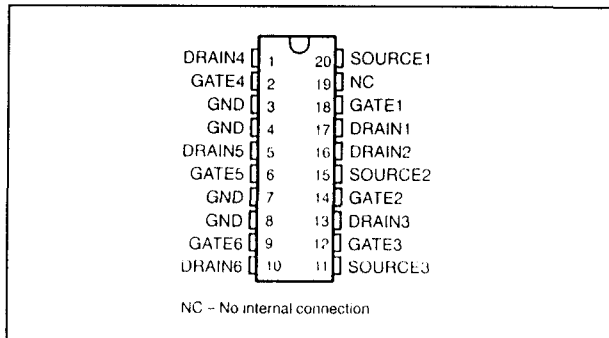 DRAIN4 1 20 SOURCE1
GATE4 2 19 NC
GND 3 18 GATE1
GND 4 17 DRAIN1
DRAIN5 5 16 DRAIN2
GATE5 6 15 SOURCE2
GND 7 14 GATE2
GND 8 13 DRAIN3
GATE6 9 12 GATE3
DRAIN6 10 11 SOURCE3
NC – No internal connection